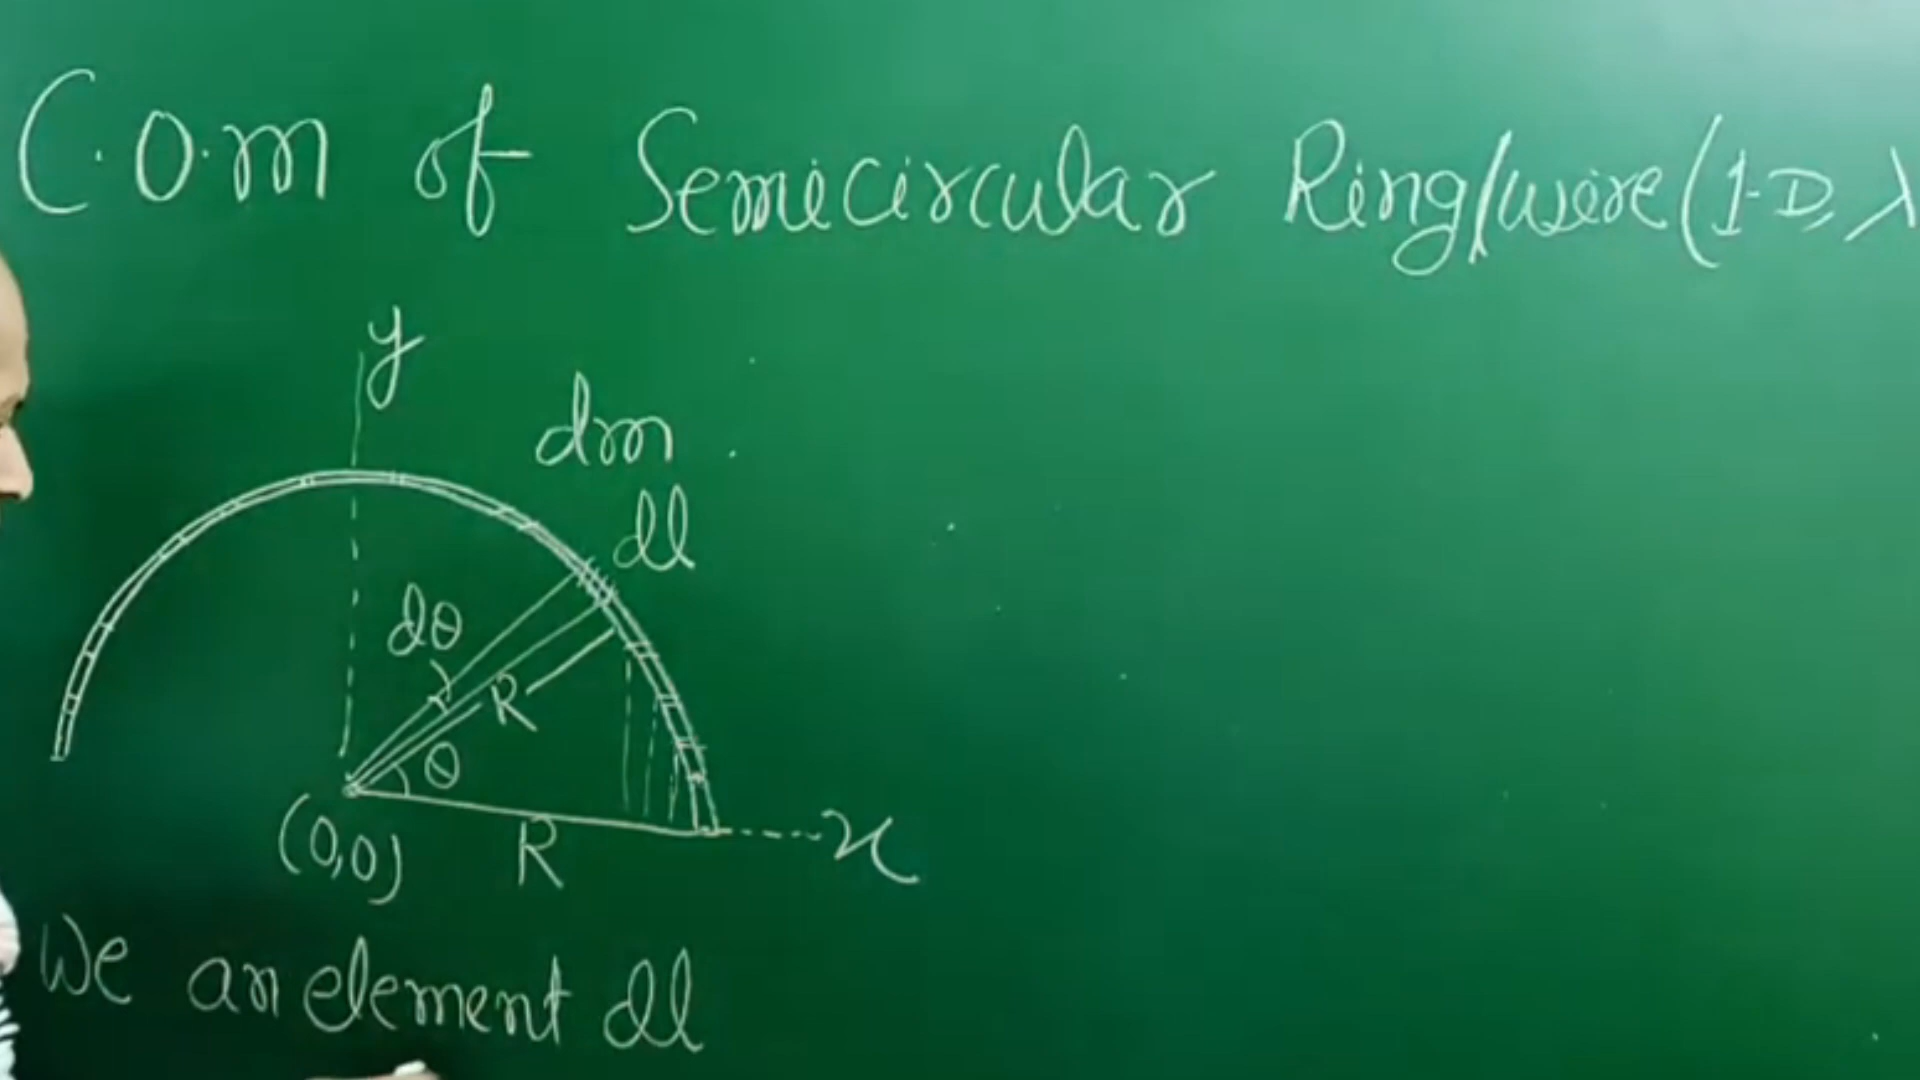 C.O.M of Semicircular Ring/wire (1-D, λ
y
dm
dl
dθ
R
θ
(0,0) R x
We an element dl